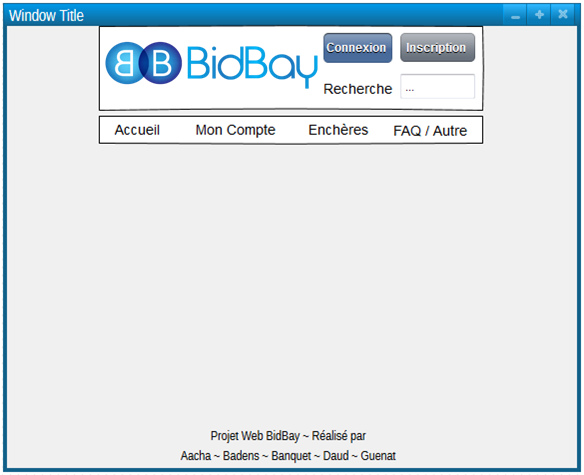 Window Title
BB BidBay
Connexion Inscription
Recherche ...
Accueil Mon Compte Enchères FAQ / Autre
Projet Web BidBay ~ Réalisé par
Aacha ~ Badens ~ Banquet ~ Daud ~ Guenat